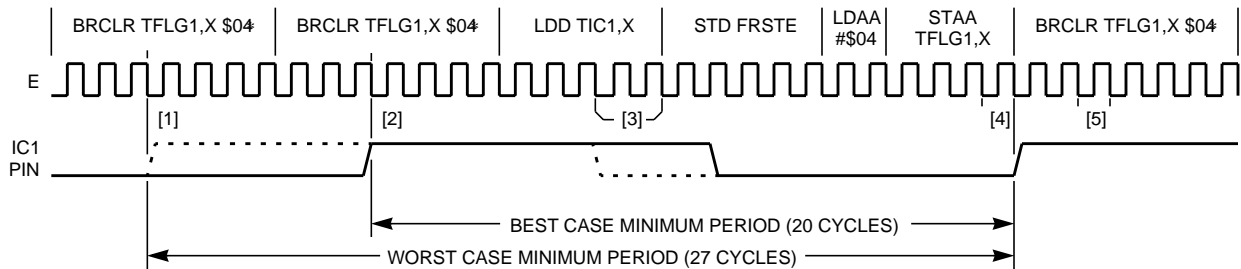 BRCLR TFLG1,X $04* BRCLR TFLG1,X $04* LDD TIC1,X STD FRSTE LDAA #$04 STAA TFLG1,X BRCLR TFLG1,X $04*
E
[1] [2] [3] [4] [5]
IC1
PIN
BEST CASE MINIMUM PERIOD (20 CYCLES)
WORST CASE MINIMUM PERIOD (27 CYCLES)